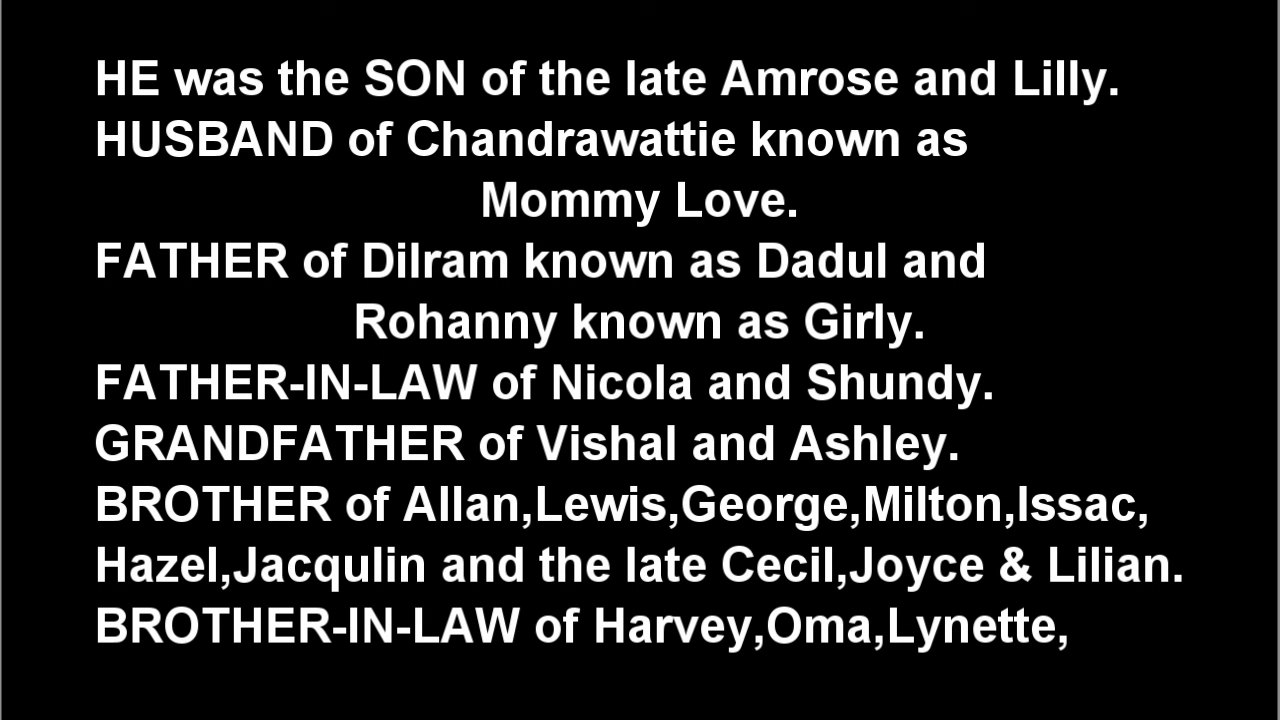 HE was the SON of the late Amrose and Lilly.
HUSBAND of Chandrawattie known as
Mommy Love.
FATHER of Dilram known as Dadul and
Rohanny known as Girly.
FATHER-IN-LAW of Nicola and Shundy.
GRANDFATHER of Vishal and Ashley.
BROTHER of Allan,Lewis,George,Milton,Issac,
Hazel,Jacqulin and the late Cecil,Joyce & Lilian.
BROTHER-IN-LAW of Harvey,Oma,Lynette,